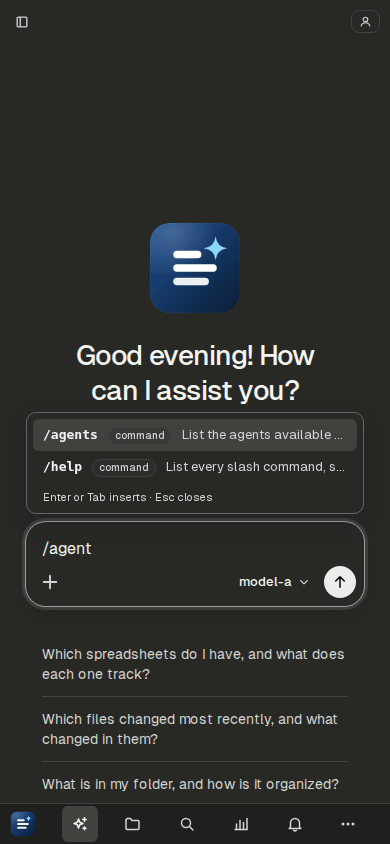 Good evening! How
can I assist you?
/agents command List the agents available ...
/help command List every slash command, s...
Enter or Tab inserts · Esc closes
/agent
model-a
Which spreadsheets do I have, and what does
each one track?
Which files changed most recently, and what
changed in them?
What is in my folder, and how is it organized?